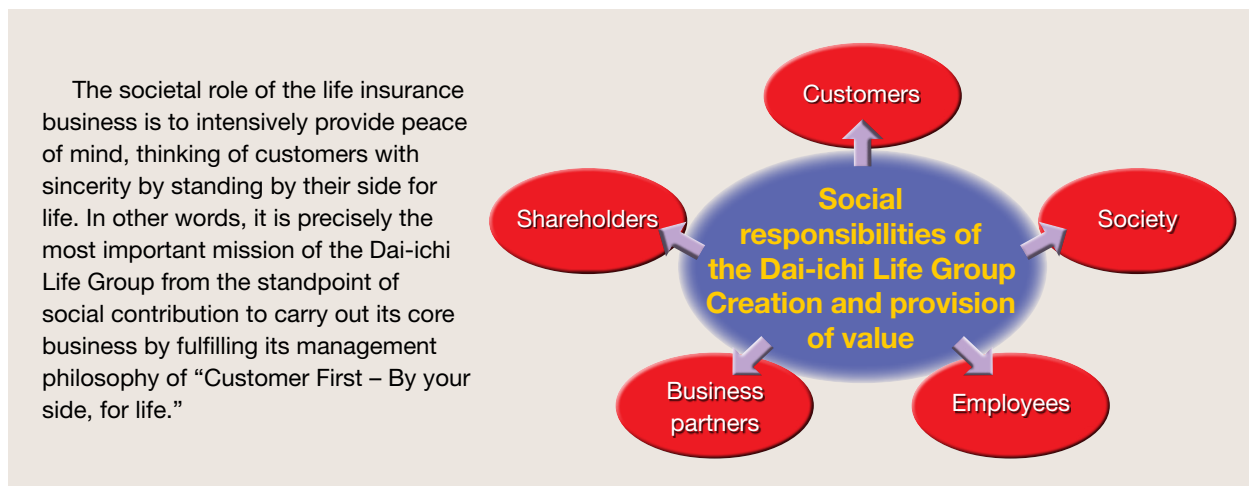 The societal role of the life insurance
business is to intensively provide peace
of mind, thinking of customers with
sincerity by standing by their side for
life. In other words, it is precisely the
most important mission of the Dai-ichi
Life Group from the standpoint of
social contribution to carry out its core
business by fulfilling its management
philosophy of “Customer First – By your
side, for life.”
Customers
Shareholders
Society
Social
responsibilities of
the Dai-ichi Life Group
Creation and provision
of value
Business
partners
Employees